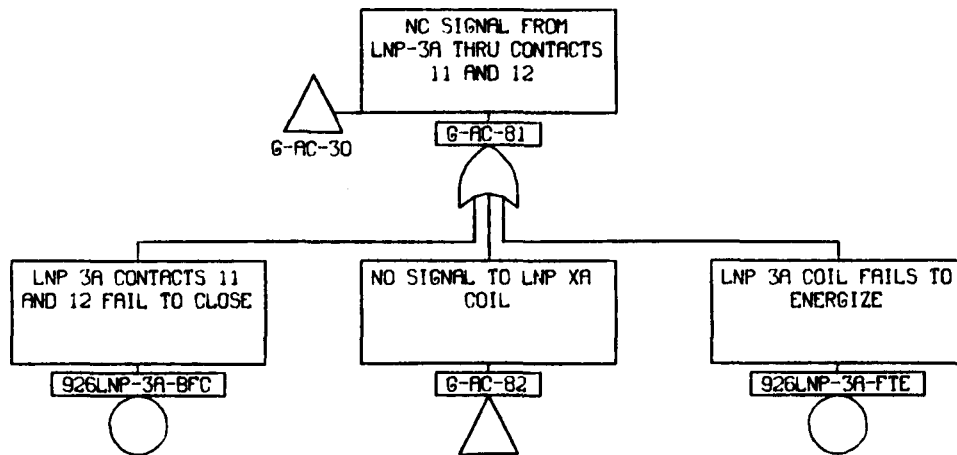 NC SIGNAL FROM
LNP-3A THRU CONTACTS
11 AND 12
G-AC-30
G-AC-81
LNP 3A CONTACTS 11
AND 12 FAIL TO CLOSE
NO SIGNAL TO LNP XA
COIL
LNP 3A COIL FAILS TO
ENERGIZE
926LNP-3A-BFC
G-AC-82
926LNP-3A-FTE